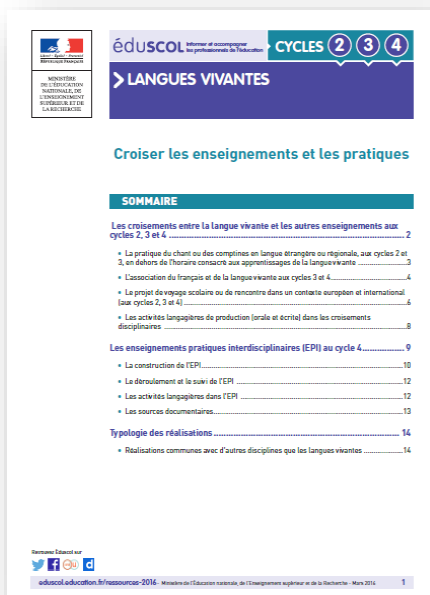 Liberté • Égalité • Fraternité
RÉPUBLIQUE FRANÇAISE
MINISTÈRE
DE L'ÉDUCATION
NATIONALE, DE
L'ENSEIGNEMENT
SUPÉRIEUR ET DE
LA RECHERCHE
éduSCOL Informer et accompagner
les professionnels de l'éducation
CYCLES 2 3 4
> LANGUES VIVANTES
Croiser les enseignements et les pratiques
SOMMAIRE
Les croisements entre la langue vivante et les autres enseignements aux
cycles 2, 3 et 4 ........ 2
• La pratique du chant ou des comptines en langue étrangère ou régionale, aux cycles 2 et
3, en dehors de l'horaire consacré aux apprentissages de la langue vivante ........ 3
• L'association du français et de la langue vivante aux cycles 3 et 4 ........ 4
• Le projet de voyage scolaire ou de rencontre dans un contexte européen et international
(aux cycles 2, 3 et 4) ........ 6
• Les activités langagières de production (orale et écrite) dans les croisements
disciplinaires ........ 8
Les enseignements pratiques interdisciplinaires (EPI) au cycle 4 ........ 9
• La construction de l'EPI ........ 10
• Le déroulement et le suivi de l'EPI ........ 12
• Les activités langagières dans l'EPI ........ 12
• Les sources documentaires ........ 13
Typologie des réalisations ........ 14
• Réalisations communes avec d'autres disciplines que les langues vivantes ........ 14
Retrouvez Éduscol sur
eduscol.education.fr/ressources-2016 - Ministère de l'Éducation nationale, de l'Enseignement supérieur et de la Recherche - Mars 2016 1